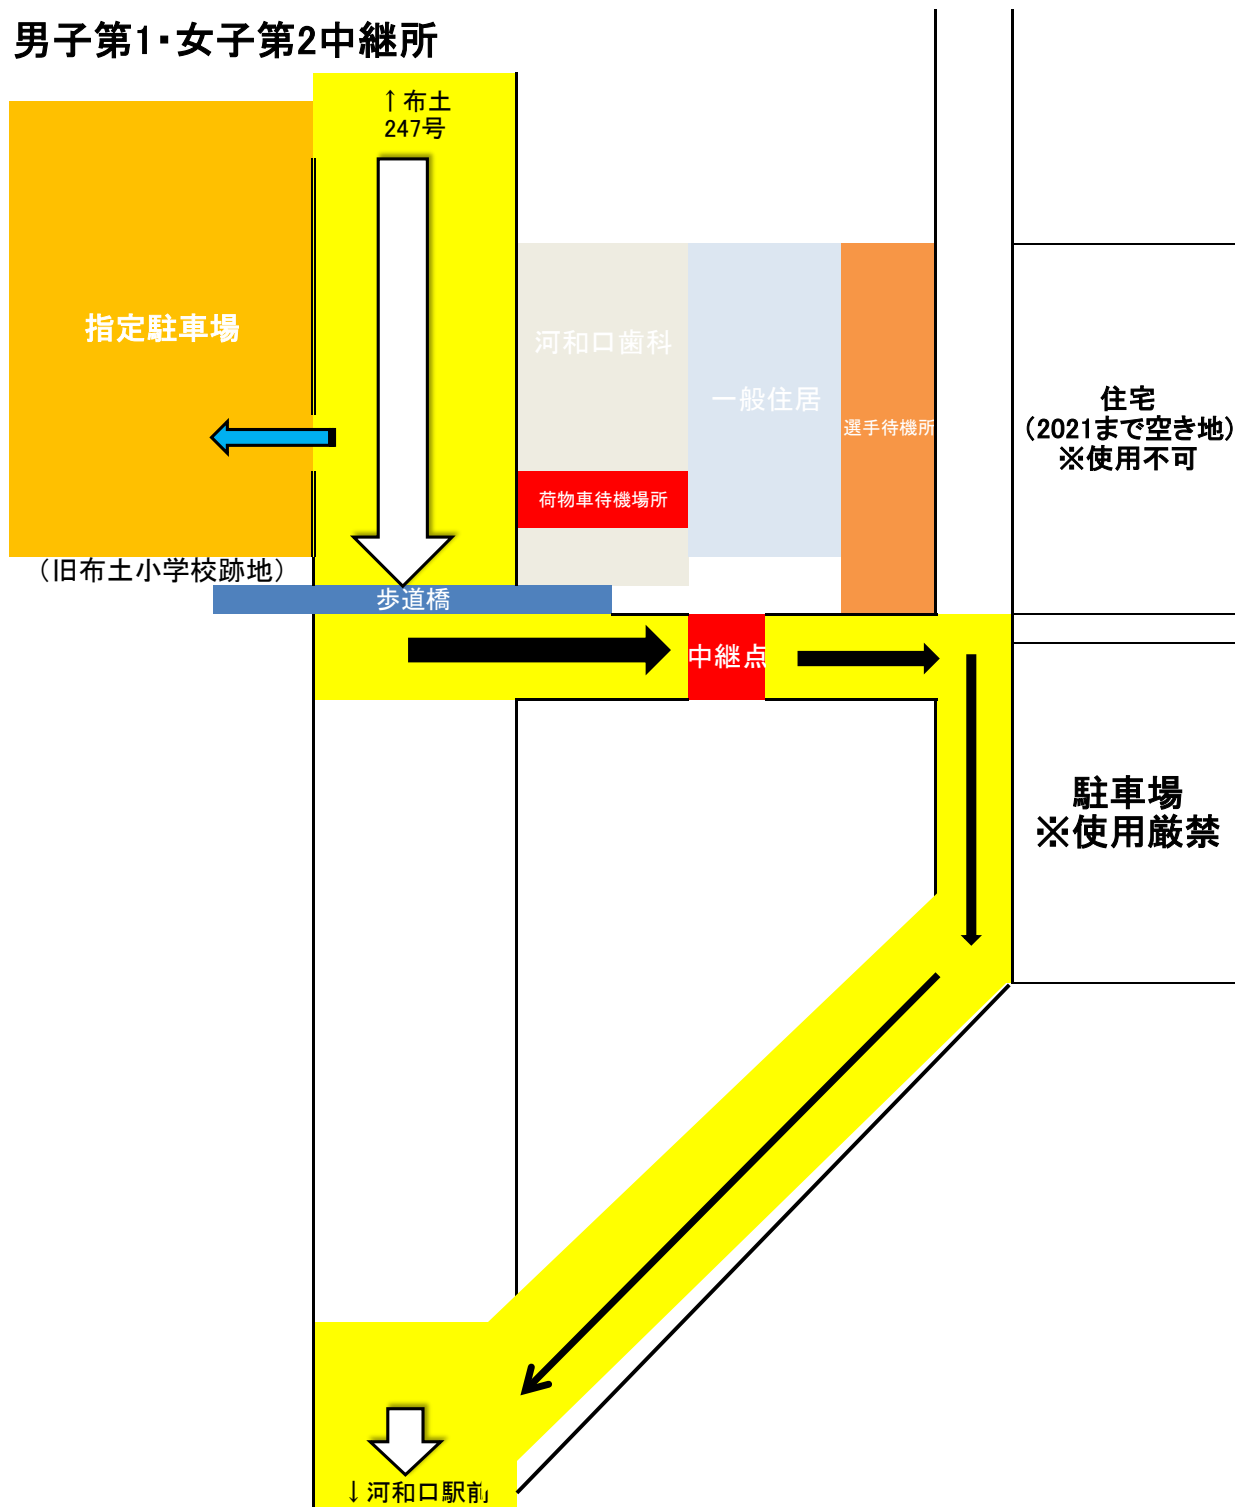 男子第1・女子第2中継所
↑布土
247号
指定駐車場
河和口歯科
一般住居
選手待機所
住宅
（2021まで空き地）
※使用不可
荷物車待機場所
（旧布土小学校跡地）
歩道橋
中継点
駐車場
※使用厳禁
↓河和口駅前